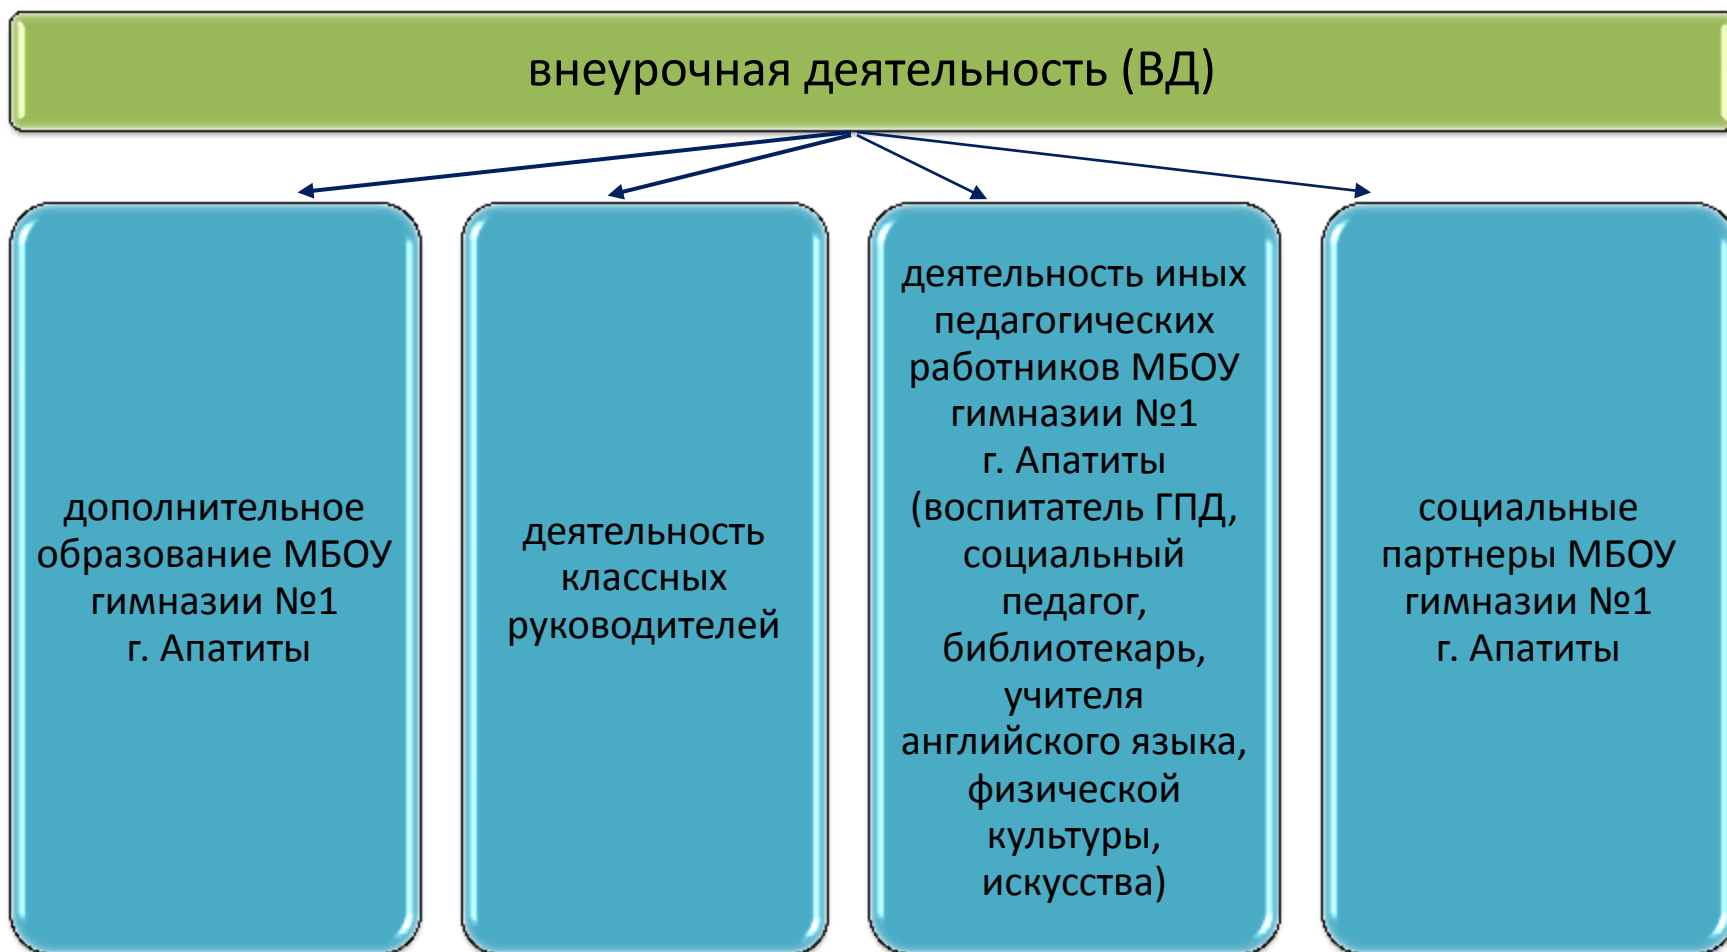 внеурочная деятельность (ВД)
дополнительное
образование МБОУ
гимназии №1
г. Апатиты
деятельность
классных
руководителей
деятельность иных
педагогических
работников МБОУ
гимназии №1
г. Апатиты
(воспитатель ГПД,
социальный
педагог,
библиотекарь,
учителя
английского языка,
физической
культуры,
искусства)
социальные
партнеры МБОУ
гимназии №1
г. Апатиты